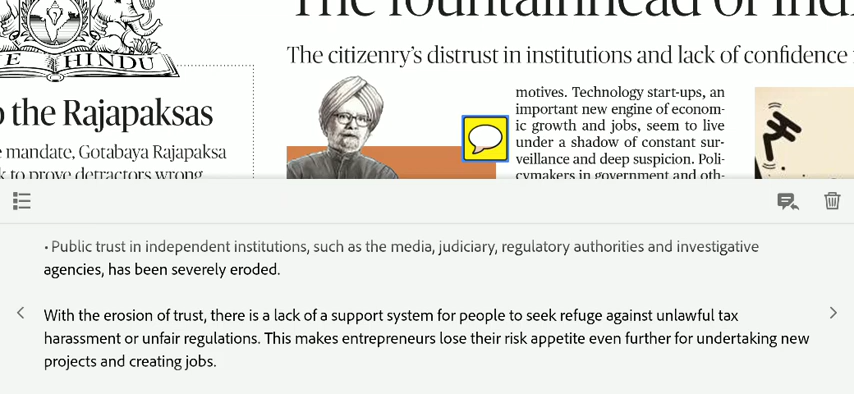 The fountainhead of Indi
The citizenry's distrust in institutions and lack of confidence
E HINDU
the Rajapaksas
mandate, Gotabaya Rajapaksa
k to prove detractors wrong
motives. Technology start-ups, an
important new engine of econom-
ic growth and jobs, seem to live
under a shadow of constant sur-
veillance and deep suspicion. Poli-
cymakers in government and oth-
• Public trust in independent institutions, such as the media, judiciary, regulatory authorities and investigative
agencies, has been severely eroded.
With the erosion of trust, there is a lack of a support system for people to seek refuge against unlawful tax
harassment or unfair regulations. This makes entrepreneurs lose their risk appetite even further for undertaking new
projects and creating jobs.